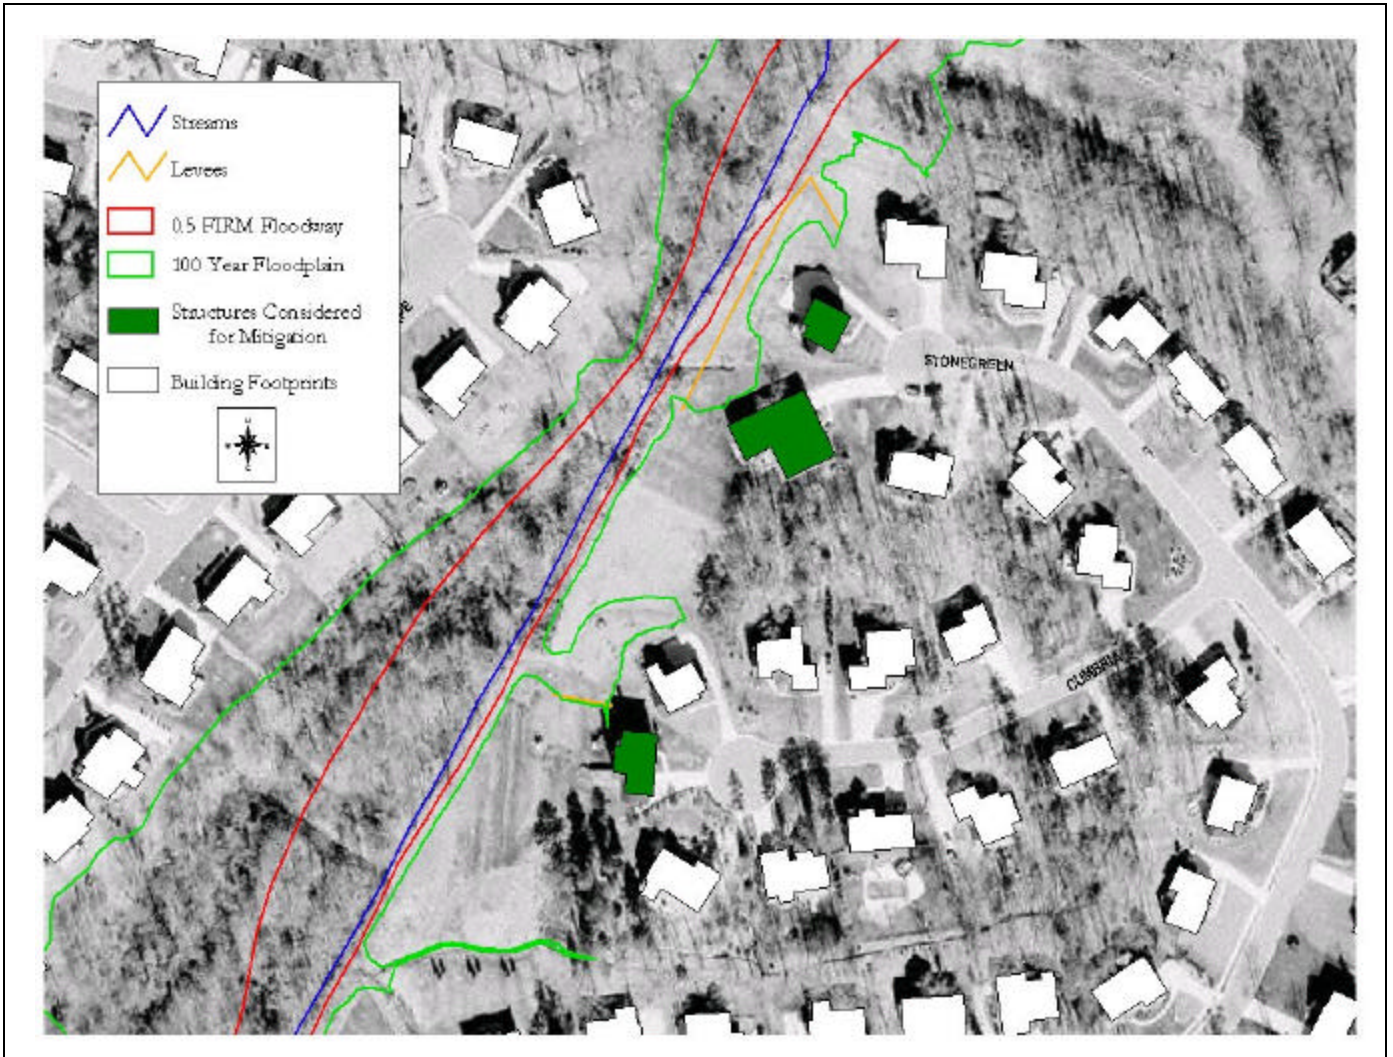 Streams
Levees
0.5 FIRM Floodway
100 Year Floodplain
Structures Considered
for Mitigation
Building Footprints
STONEGREEN